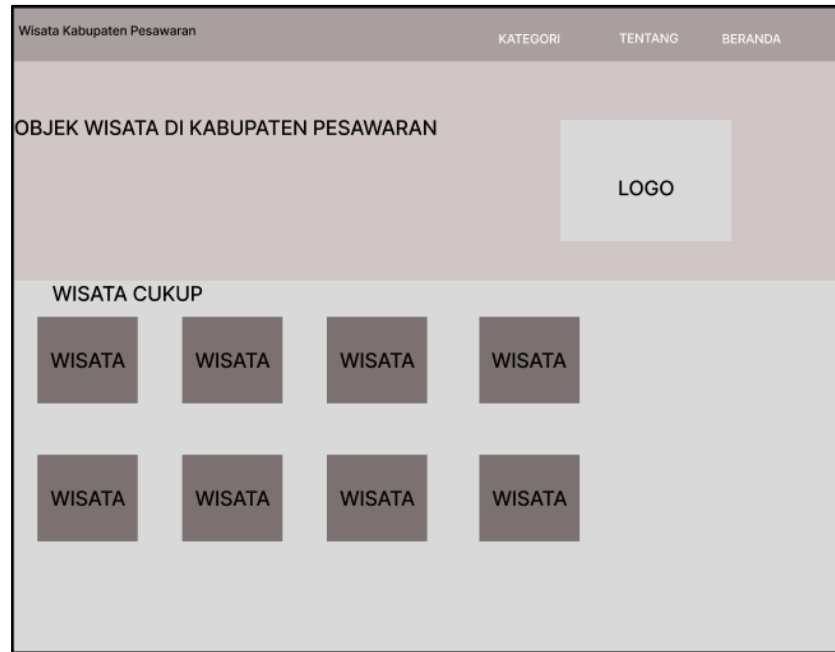 Wisata Kabupaten Pesawaran
KATEGORI TENTANG BERANDA
OBJEK WISATA DI KABUPATEN PESAWARAN
LOGO
WISATA CUKUP
WISATA WISATA WISATA WISATA
WISATA WISATA WISATA WISATA